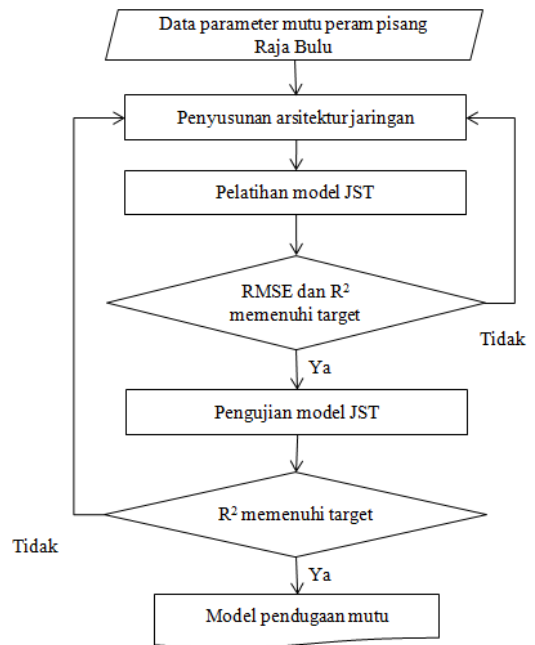 Data parameter mutu peram pisang
Raja Bulu
Penyusunan arsitektur jaringan
Pelatihan model JST
RMSE dan R²
memenuhi target
Tidak
Ya
Pengujian model JST
R² memenuhi target
Tidak
Ya
Model pendugaan mutu